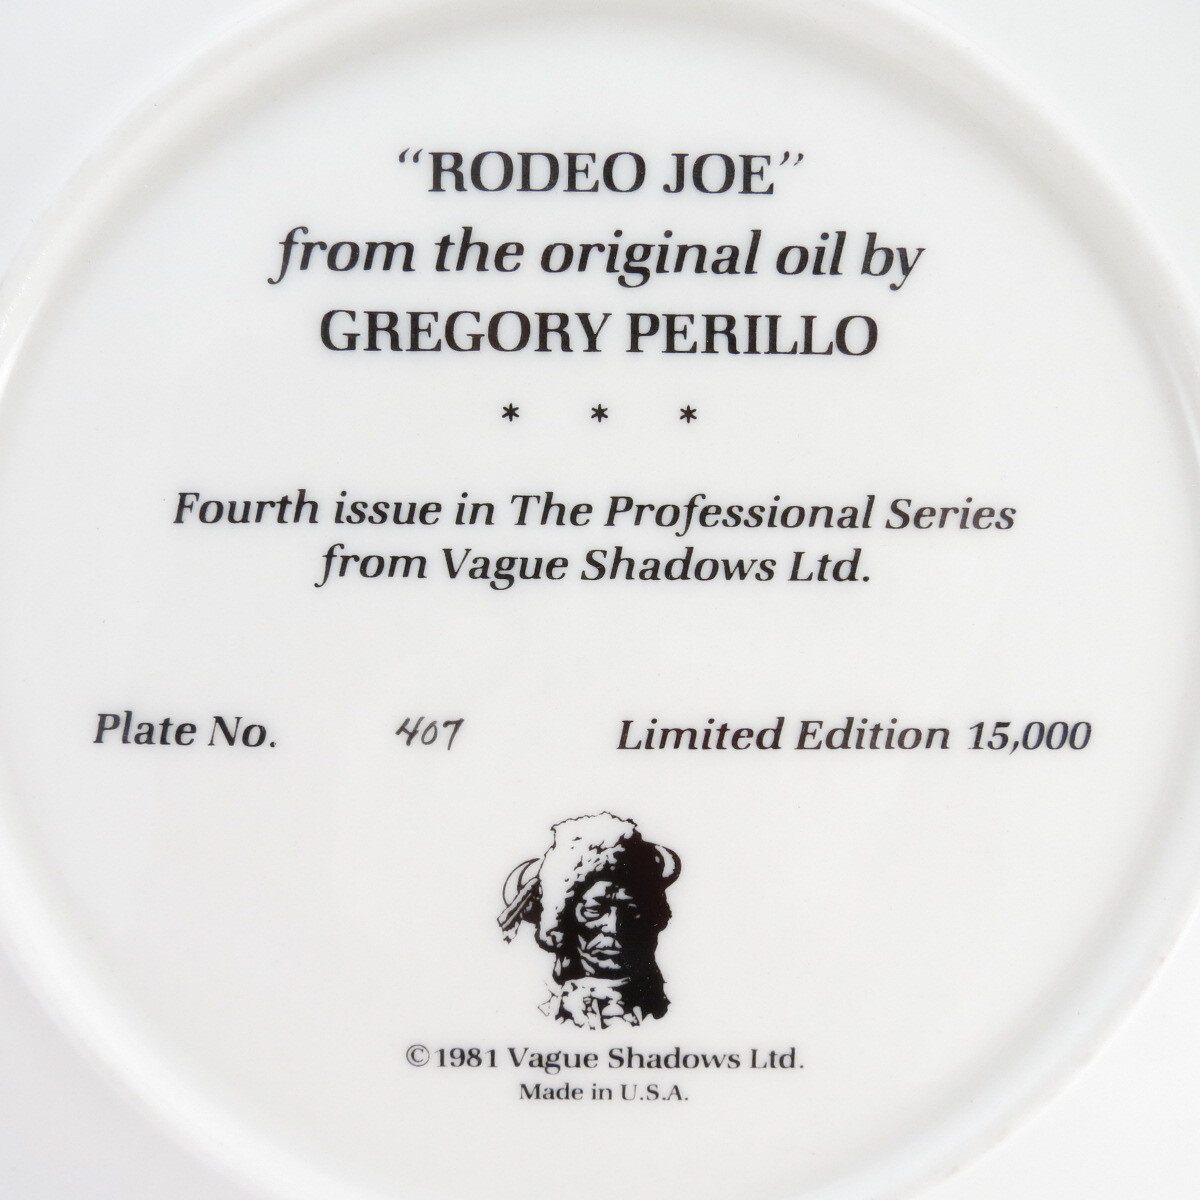 “RODEO JOE”
from the original oil by
GREGORY PERILLO
* * *
Fourth issue in The Professional Series
from Vague Shadows Ltd.
Plate No. 407 Limited Edition 15,000
©1981 Vague Shadows Ltd.
Made in U.S.A.